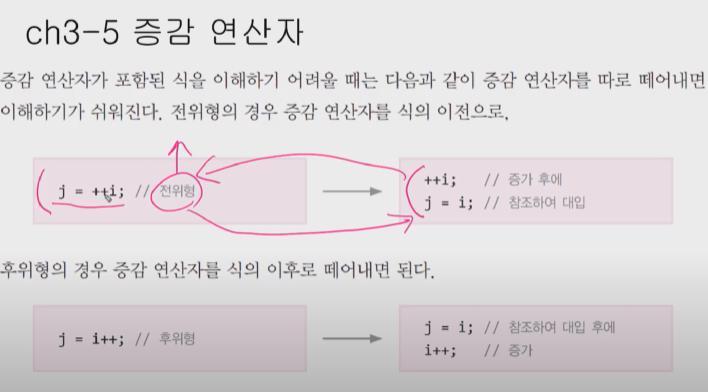 ch3-5 증감 연산자
증감 연산자가 포함된 식을 이해하기 어려울 때는 다음과 같이 증감 연산자를 따로 떼어내면
이해하기가 쉬워진다. 전위형의 경우 증감 연산자를 식의 이전으로,
j = ++i; // 전위형
++i; // 증가 후에
j = i; // 참조하여 대입
후위형의 경우 증감 연산자를 식의 이후로 떼어내면 된다.
j = i++; // 후위형
j = i; // 참조하여 대입 후에
i++; // 증가